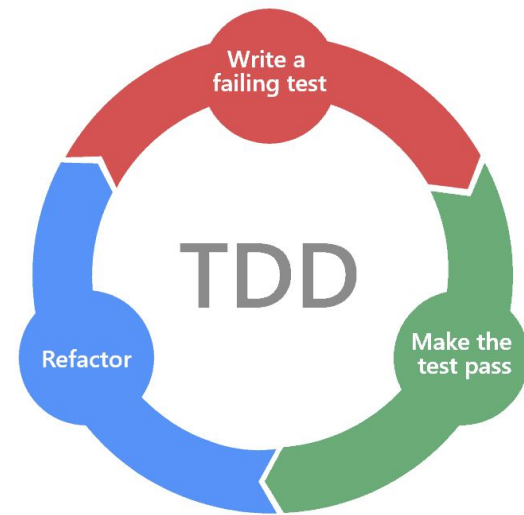 Write a
failing test
TDD
Make the
test pass
Refactor